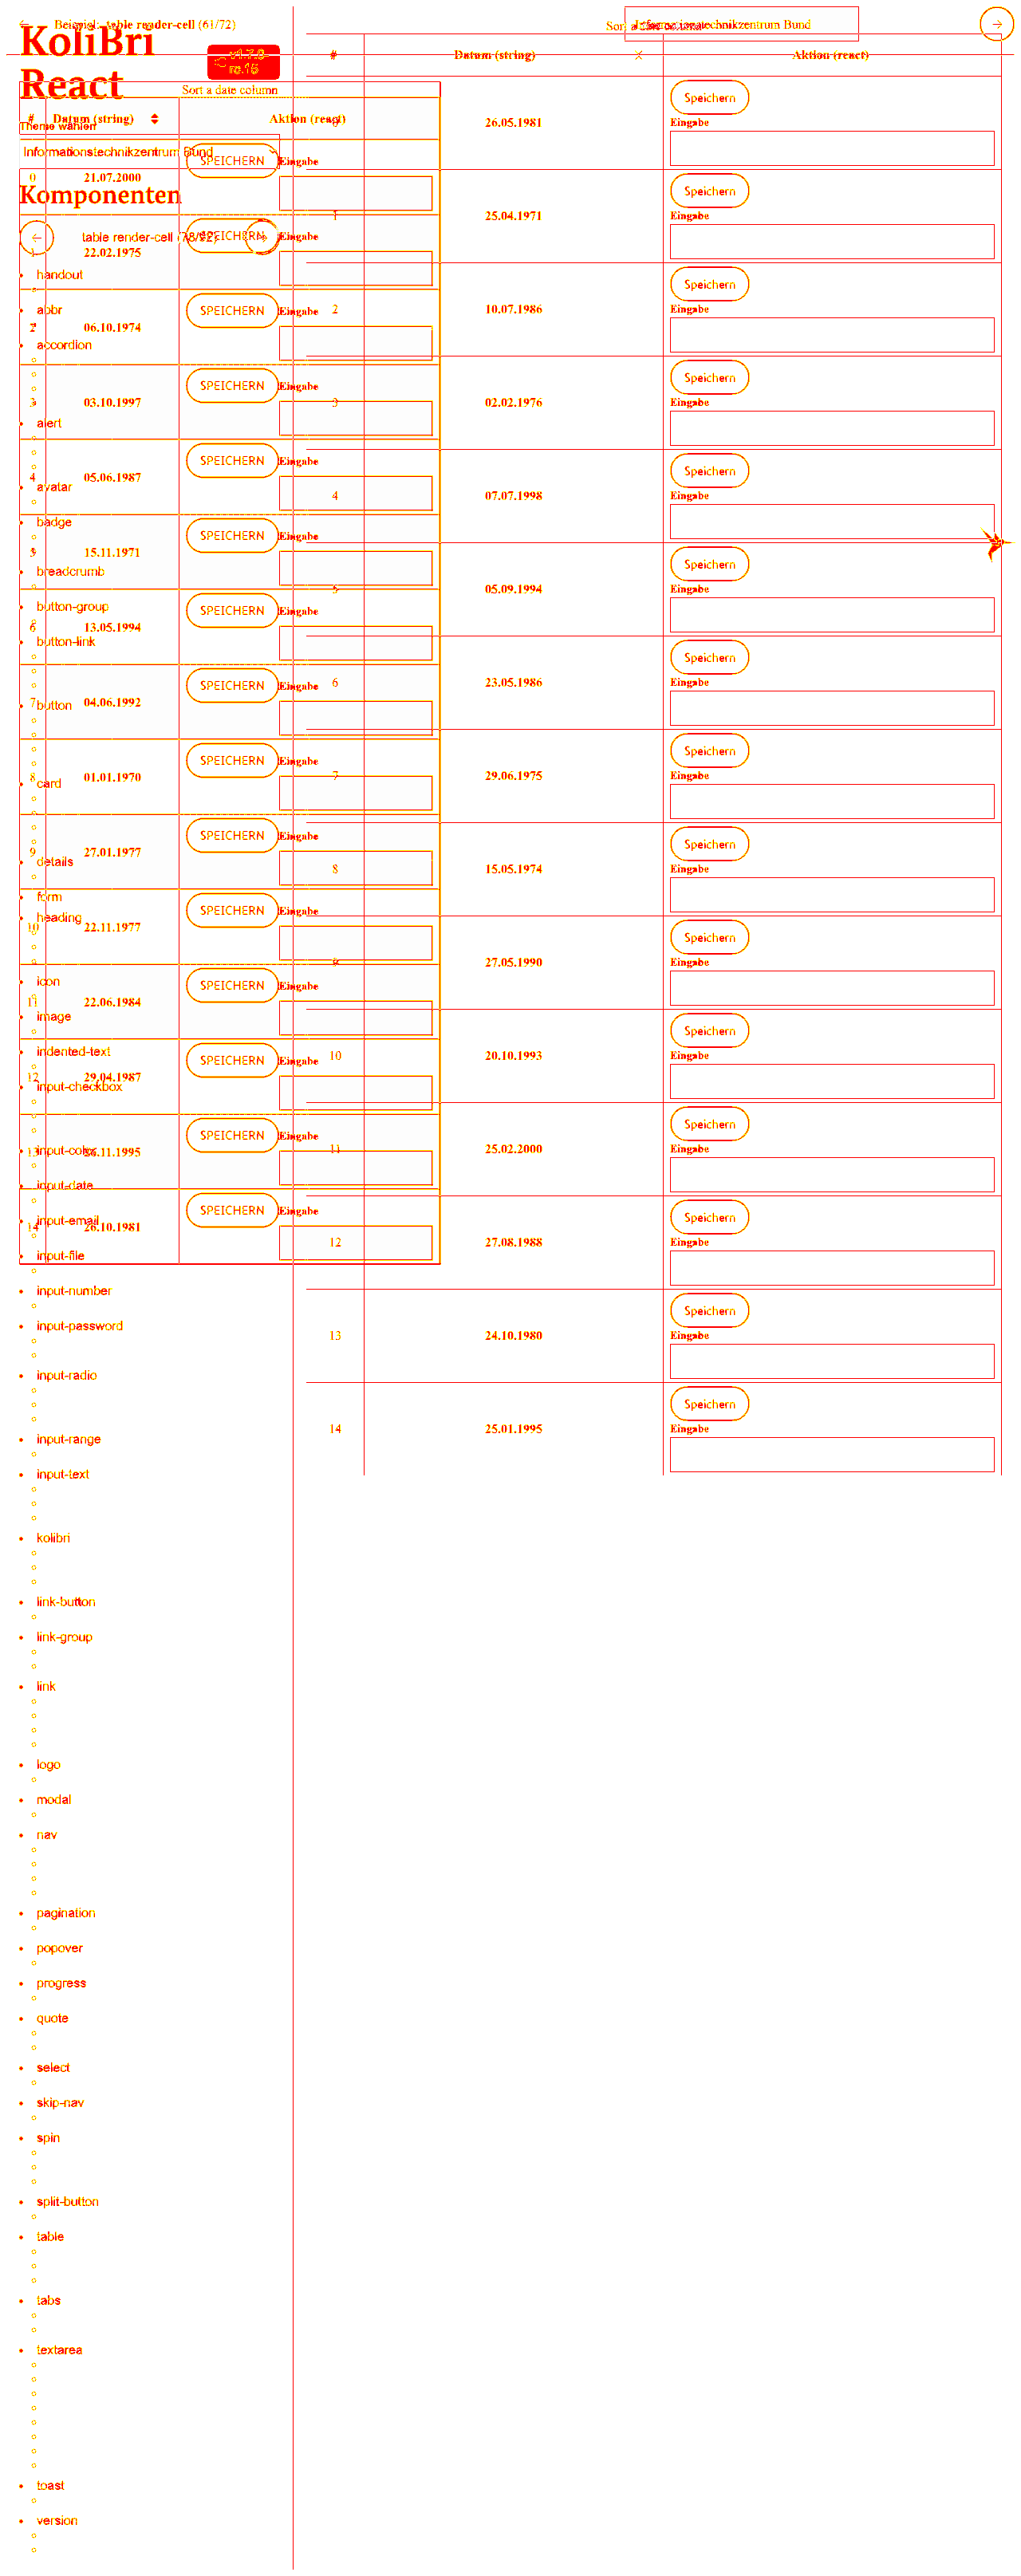 Beispiel: table render-cell (61/72)
KoliBri
React
v1.7.0-
rc.16
Sort a date column
# Datum (string) Aktion (react)
Theme wählen
Informationstechnikzentrum Bund
Komponenten
table render-cell
0 21.07.2000 SPEICHERN Eingabe
22.02.1975 SPEICHERN Eingabe
2 06.10.1974 SPEICHERN Eingabe
3 03.10.1997 SPEICHERN Eingabe
4 05.06.1987 SPEICHERN Eingabe
5 15.11.1971 SPEICHERN Eingabe
6 13.05.1994 SPEICHERN Eingabe
7 04.06.1992 SPEICHERN Eingabe
8 01.01.1970 SPEICHERN Eingabe
9 27.01.1977 SPEICHERN Eingabe
10 22.11.1977 SPEICHERN Eingabe
11 22.06.1984 SPEICHERN Eingabe
12 29.04.1987 SPEICHERN Eingabe
13 SPEICHERN Eingabe
14 26.10.1981 SPEICHERN Eingabe
handout
abbr
accordion
alert
avatar
badge
breadcrumb
button-group
button-link
button
card
details
form
heading
icon
image
indented-text
input-checkbox
input-color
input-date
input-email
input-file
input-number
input-password
input-radio
input-range
input-text
kolibri
link-button
link-group
link
logo
modal
nav
pagination
popover
progress
quote
select
skip-nav
spin
split-button
table
tabs
textarea
toast
version
Informationstechnikzentrum Bund
# Datum (string) Aktion (react)
26.05.1981 Speichern Eingabe
1 25.04.1971 Speichern Eingabe
2 10.07.1986 Speichern Eingabe
3 02.02.1976 Speichern Eingabe
4 07.07.1998 Speichern Eingabe
5 05.09.1994 Speichern Eingabe
6 23.05.1986 Speichern Eingabe
7 29.06.1975 Speichern Eingabe
8 15.05.1974 Speichern Eingabe
27.05.1990 Speichern Eingabe
10 20.10.1993 Speichern Eingabe
11 25.02.2000 Speichern Eingabe
12 27.08.1988 Speichern Eingabe
13 24.10.1980 Speichern Eingabe
14 25.01.1995 Speichern Eingabe